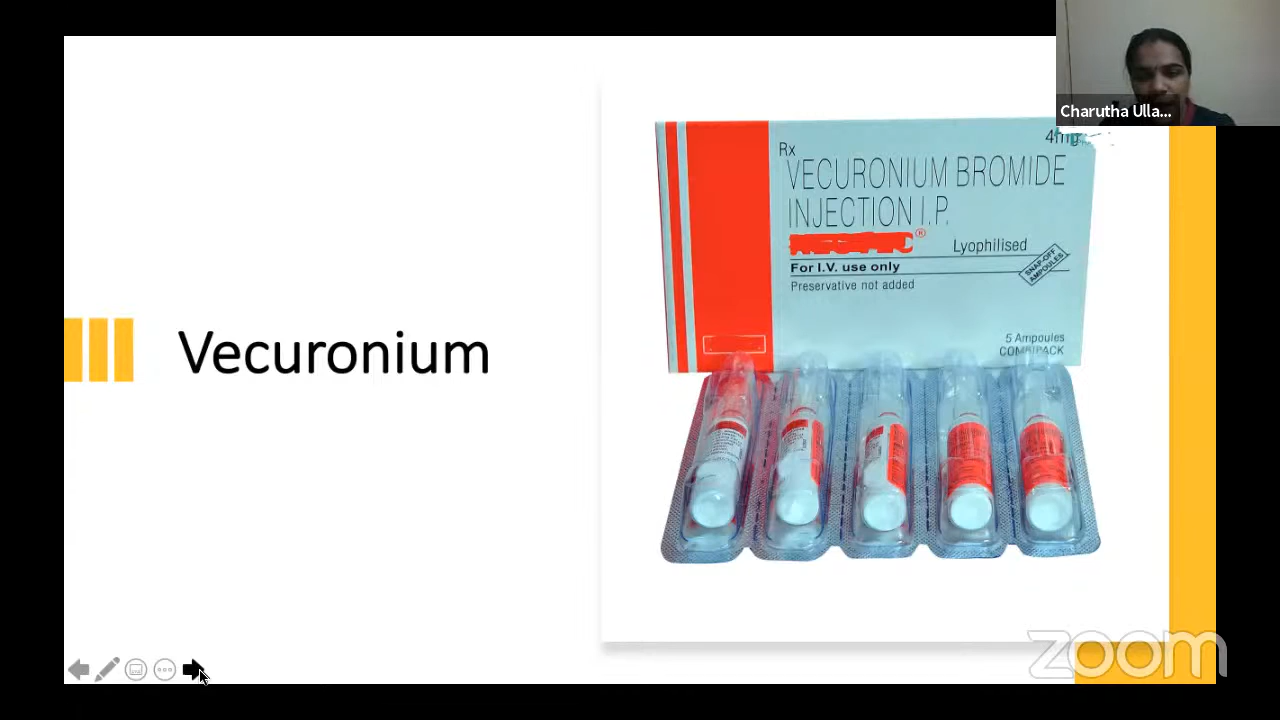 Charutha Ulla...
Vecuronium
4mg
Rx
VECURONIUM BROMIDE
INJECTION I.P.
®
Lyophilised
For I.V. use only
SNAP-OFF
AMPOULES
Preservative not added
5 Ampoules
COMBIPACK
zoom